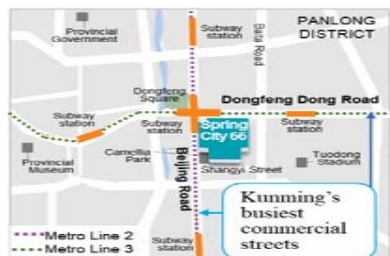 Provincial
Government
Subway
station
Baita Road
PANLONG
DISTRICT
Dongfeng
Square
Dongfeng Dong Road
Subway
station
Subway
station
Subway
station
Spring
City 66
Camellia
Park
Beijing Road
Shangyi Street
Tuodong
Stadium
Provincial
Museum
Kunming's
busiest
commercial
streets
Metro Line 2
Metro Line 3
Subway
station